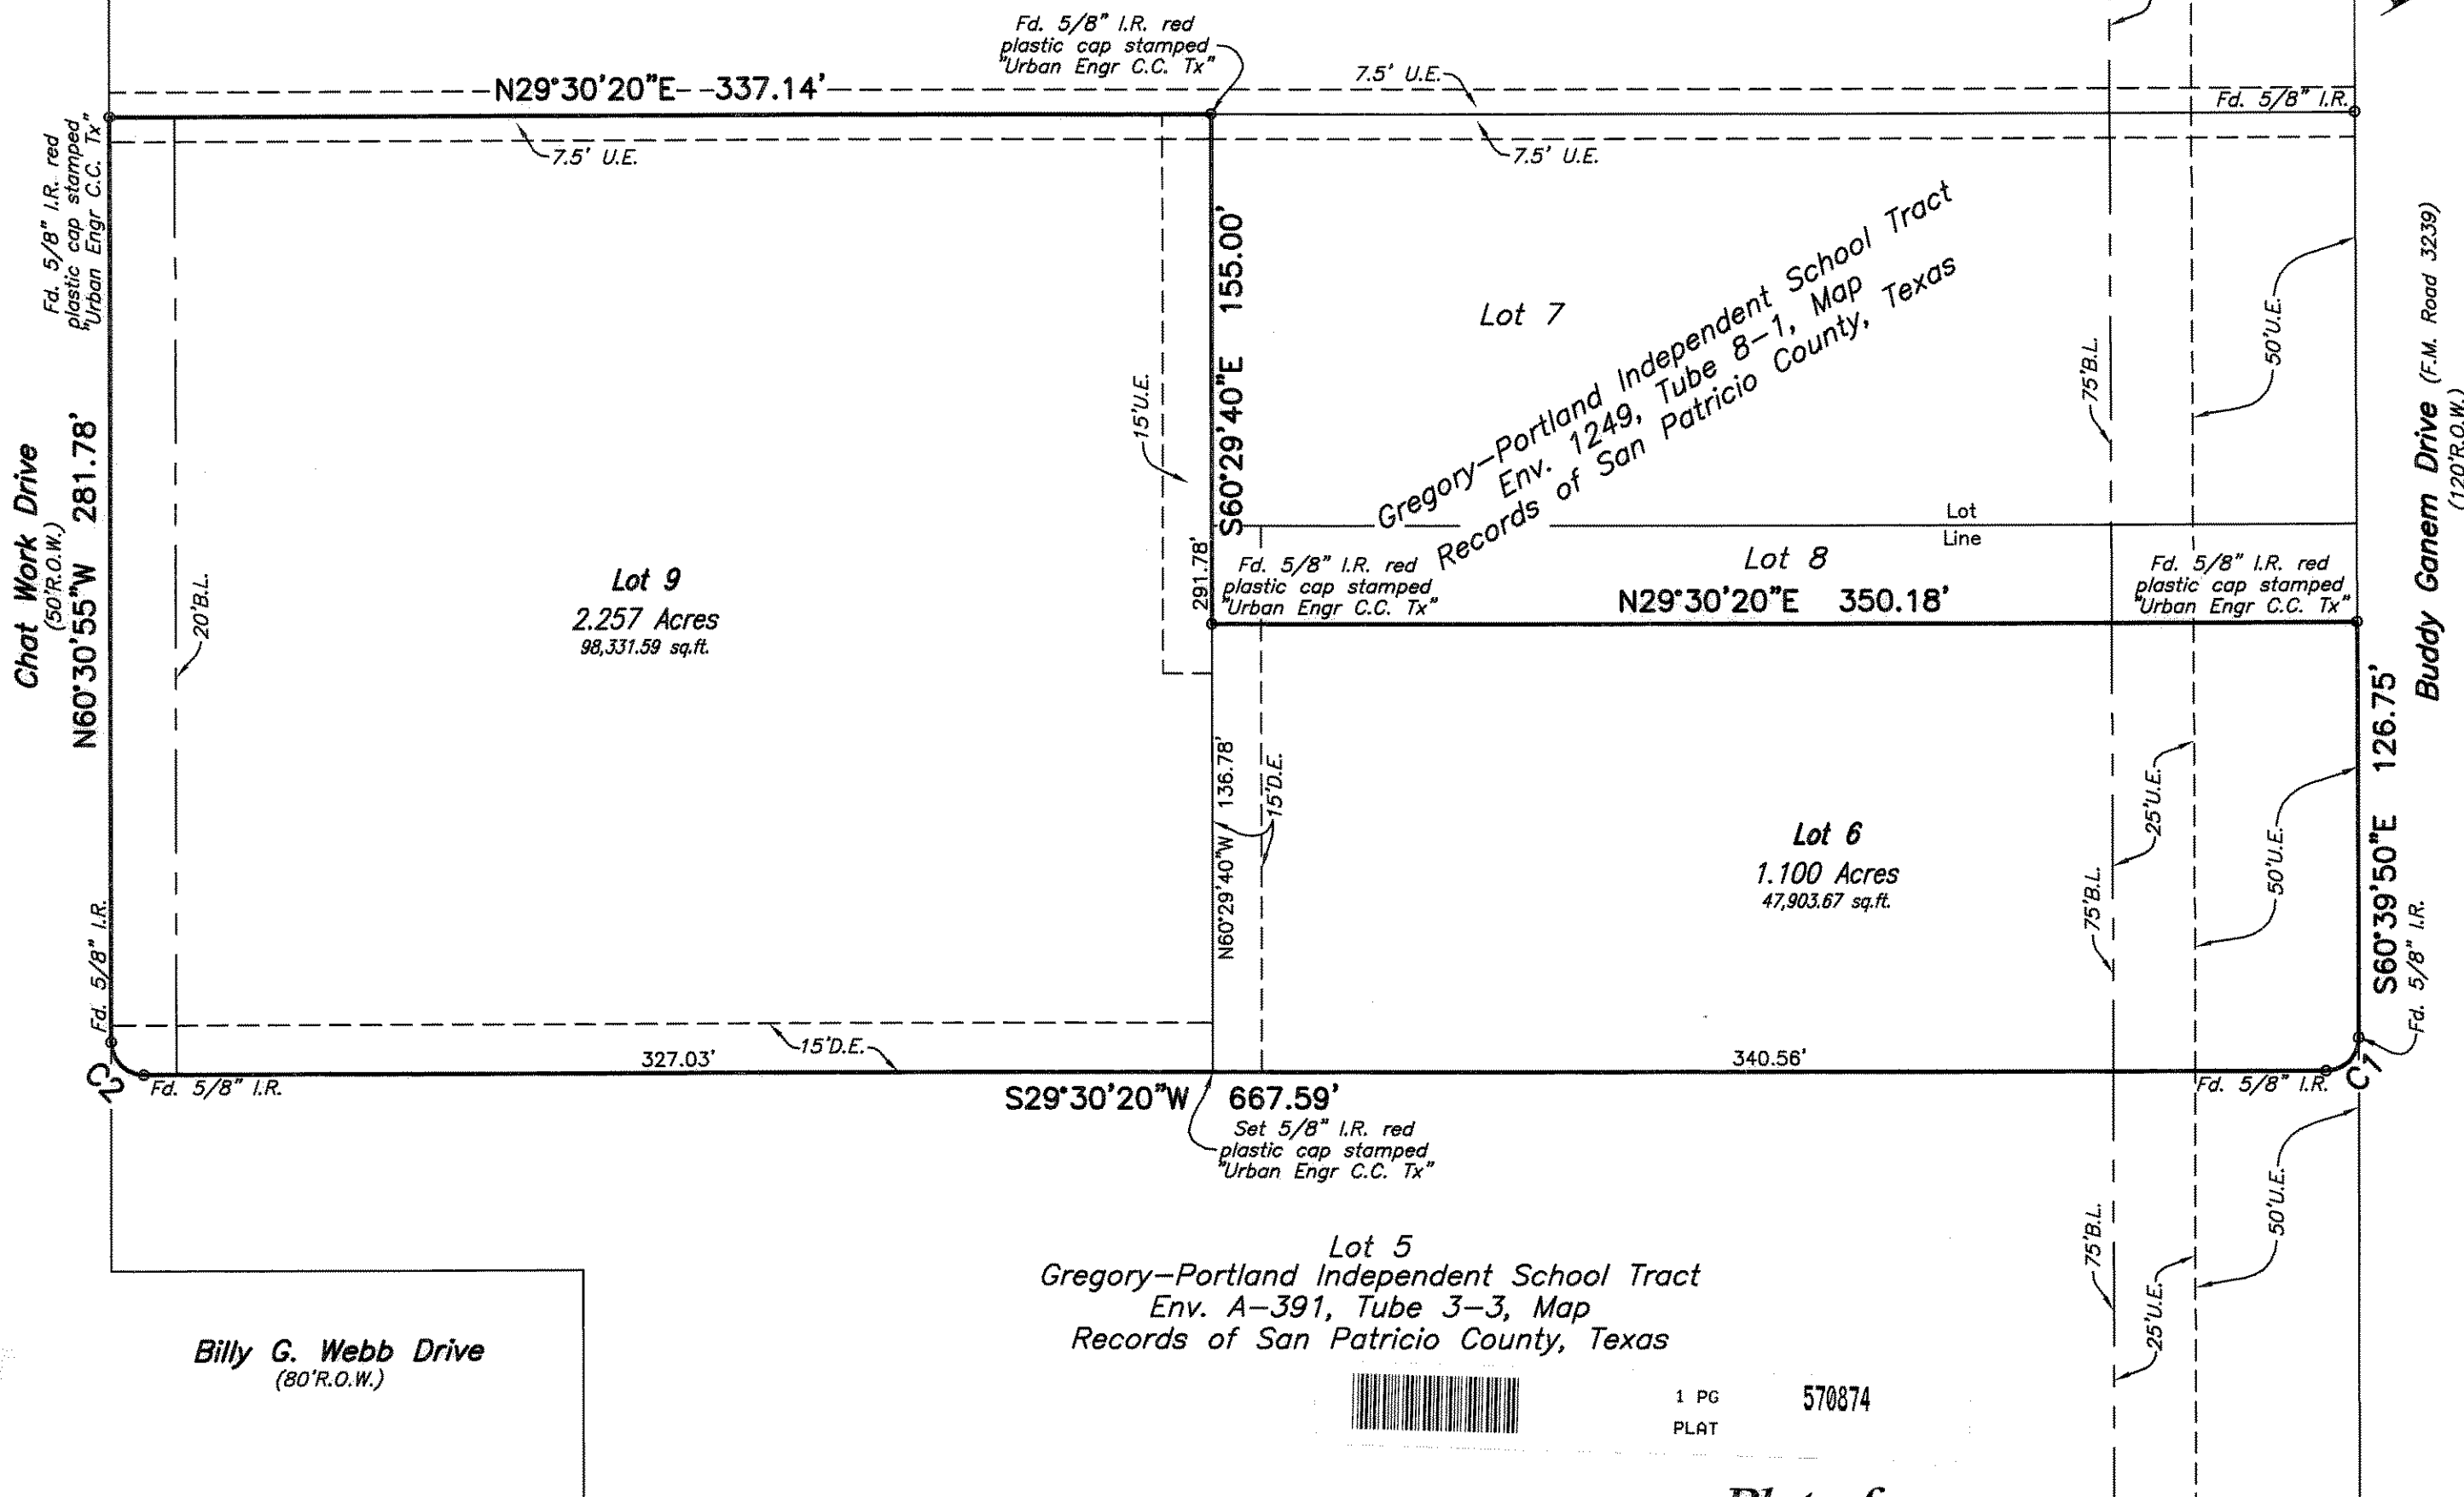 Fd. 5/8" I.R. red
plastic cap stamped
"Urban Engr C.C. Tx"
N29°30'20"E 337.14'
7.5' U.E.
Fd. 5/8" I.R.
7.5' U.E.
7.5' U.E.
Fd. 5/8" I.R. red
plastic cap stamped
"Urban Engr C.C. Tx"
Chat Work Drive
(50'R.O.W.)
N60°30'55"W 281.78'
20'B.L.
Fd. 5/8" I.R.
Lot 9
2.257 Acres
98,331.59 sq.ft.
15'U.E.
S60°29'40"E 155.00'
291.78'
Lot 7
Gregory-Portland Independent School Tract
Env. 1249, Tube 8-1, Map
Records of San Patricio County, Texas
75'B.L.
50'U.E.
Buddy Ganem Drive (F.M. Road 3239)
(120'R.O.W.)
Lot
Line
Lot 8
Fd. 5/8" I.R. red
plastic cap stamped
"Urban Engr C.C. Tx"
N29°30'20"E 350.18'
Fd. 5/8" I.R. red
plastic cap stamped
"Urban Engr C.C. Tx"
N60°29'40"W 136.78'
15'D.E.
Lot 6
1.100 Acres
47,903.67 sq.ft.
75'B.L.
25'U.E.
50'U.E.
S60°39'50"E 126.75'
Fd. 5/8" I.R.
15'D.E.
327.03'
340.56'
C2
Fd. 5/8" I.R.
Fd. 5/8" I.R.
C1
S29°30'20"W 667.59'
Set 5/8" I.R. red
plastic cap stamped
"Urban Engr C.C. Tx"
75'B.L.
25'U.E.
50'U.E.
Lot 5
Gregory-Portland Independent School Tract
Env. A-391, Tube 3-3, Map
Records of San Patricio County, Texas
Billy G. Webb Drive
(80'R.O.W.)
1 PG 570874
PLAT